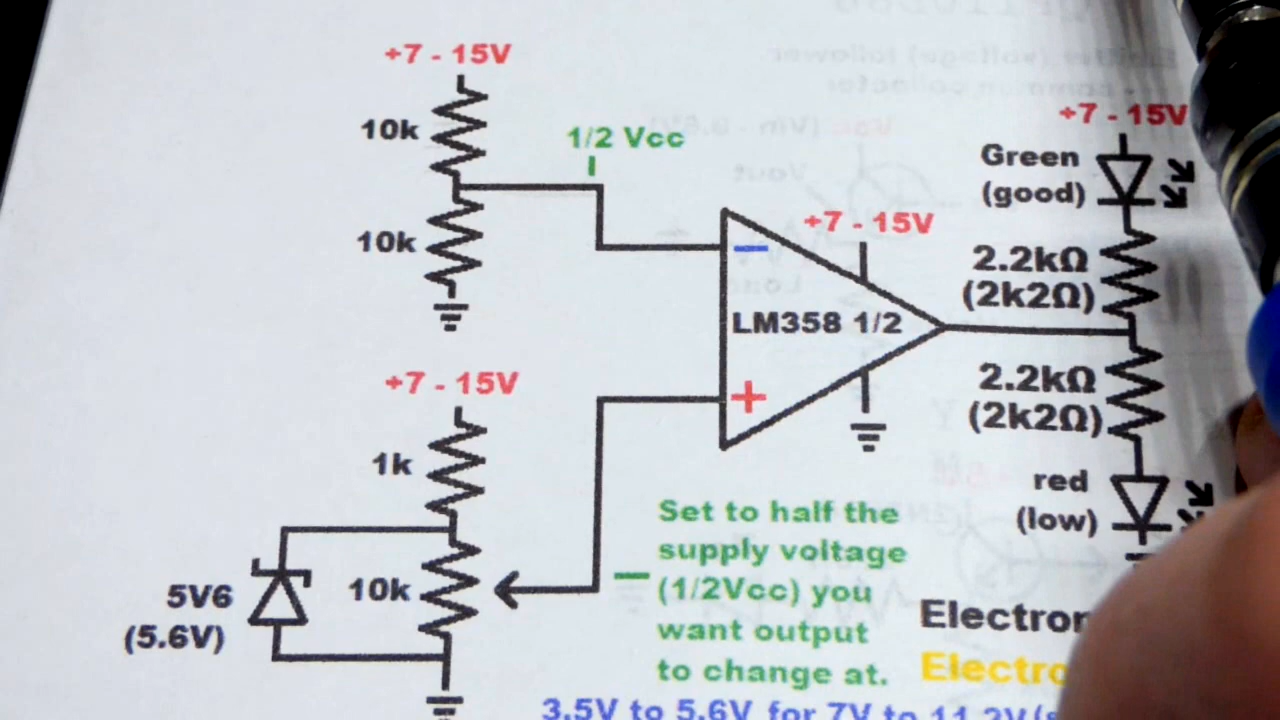 +7 - 15V
10k
1/2 Vcc
10k
+7 - 15V
Green
(good)
+7 - 15V
2.2kΩ
(2k2Ω)
LM358 1/2
2.2kΩ
(2k2Ω)
red
(low)
+7 - 15V
1k
5V6
(5.6V)
10k
Set to half the
supply voltage
(1/2Vcc) you
want output
to change at.
Electron
Electro
3.5V to 5.6V for 7V to 11.2V